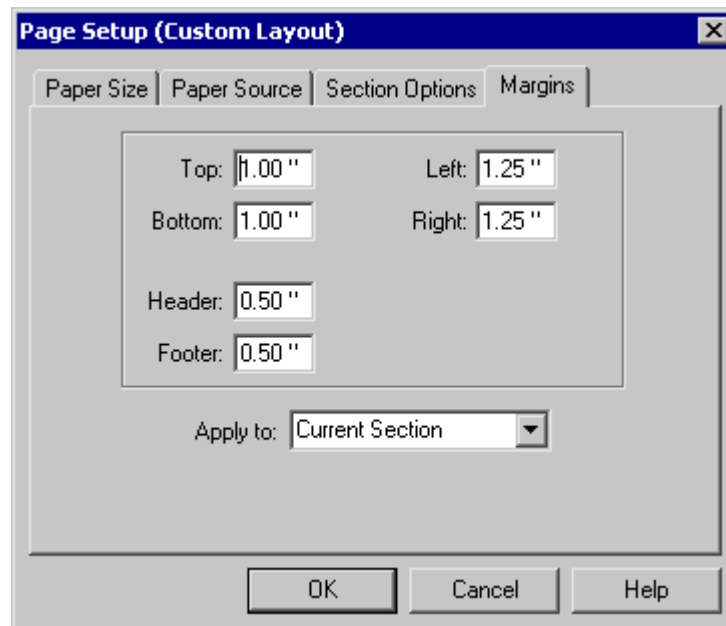 Page Setup (Custom Layout)
Paper Size Paper Source Section Options Margins
Top: 1.00 " Left: 1.25 "
Bottom: 1.00 " Right: 1.25 "
Header: 0.50 "
Footer: 0.50 "
Apply to: Current Section
OK Cancel Help